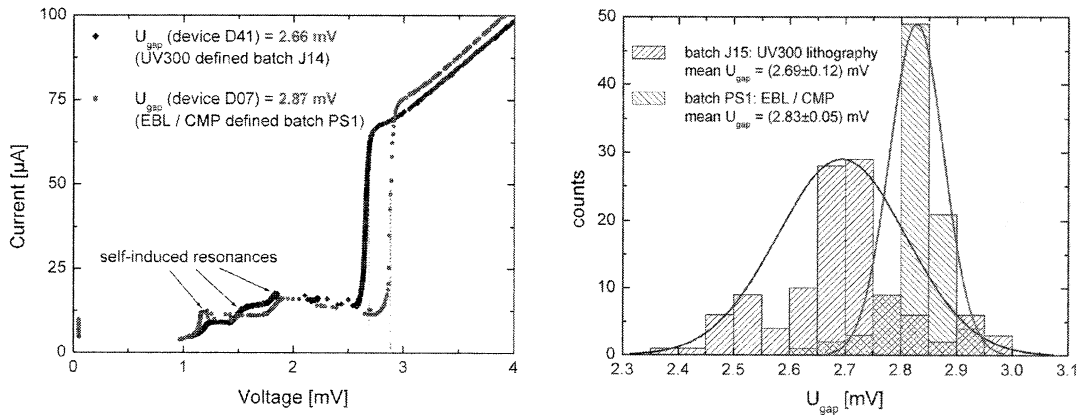 100
75
50
25
0
Current [µA]
U_gap (device D41) = 2.66 mV
(UV300 defined batch J14)
U_gap (device D07) = 2.87 mV
(EBL / CMP defined batch PS1)
self-induced resonances
0 1 2 3 4
Voltage [mV]
50
40
30
20
10
0
counts
batch J15: UV300 lithography
mean U_gap = (2.69±0.12) mV
batch PS1: EBL / CMP
mean U_gap = (2.83±0.05) mV
2.3 2.4 2.5 2.6 2.7 2.8 2.9 3.0 3.1
U_gap [mV]